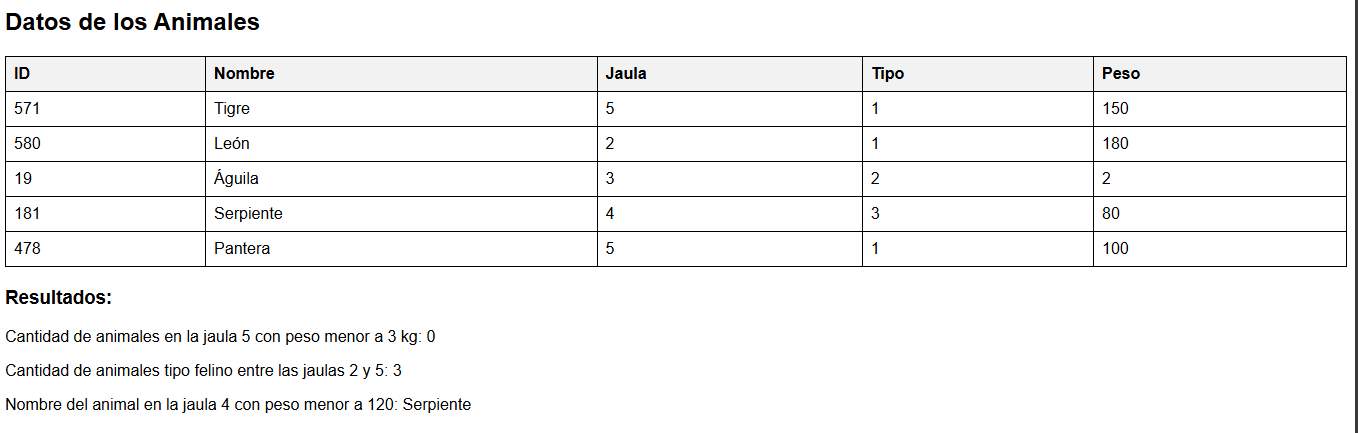 Datos de los Animales
ID Nombre Jaula Tipo Peso
571 Tigre 5 1 150
580 León 2 1 180
19 Águila 3 2 2
181 Serpiente 4 3 80
478 Pantera 5 1 100
Resultados:
Cantidad de animales en la jaula 5 con peso menor a 3 kg: 0
Cantidad de animales tipo felino entre las jaulas 2 y 5: 3
Nombre del animal en la jaula 4 con peso menor a 120: Serpiente